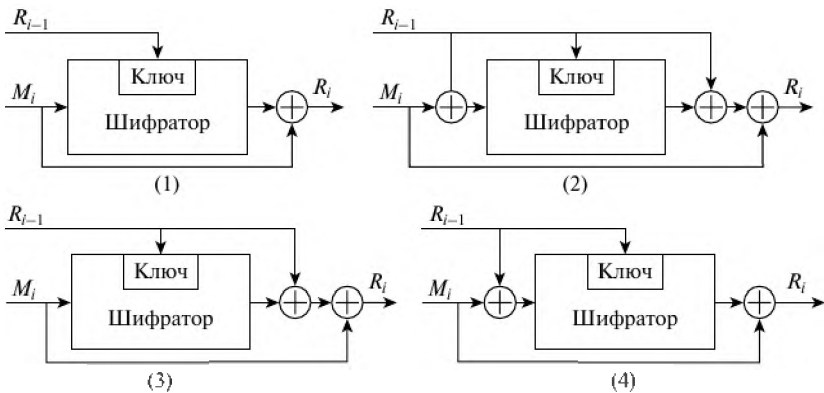 R_{i–1}
Ключ
M_i
R_i
Шифратор
(1)
R_{i–1}
Ключ
M_i
R_i
Шифратор
(2)
R_{i–1}
Ключ
M_i
R_i
Шифратор
(3)
R_{i–1}
Ключ
M_i
R_i
Шифратор
(4)